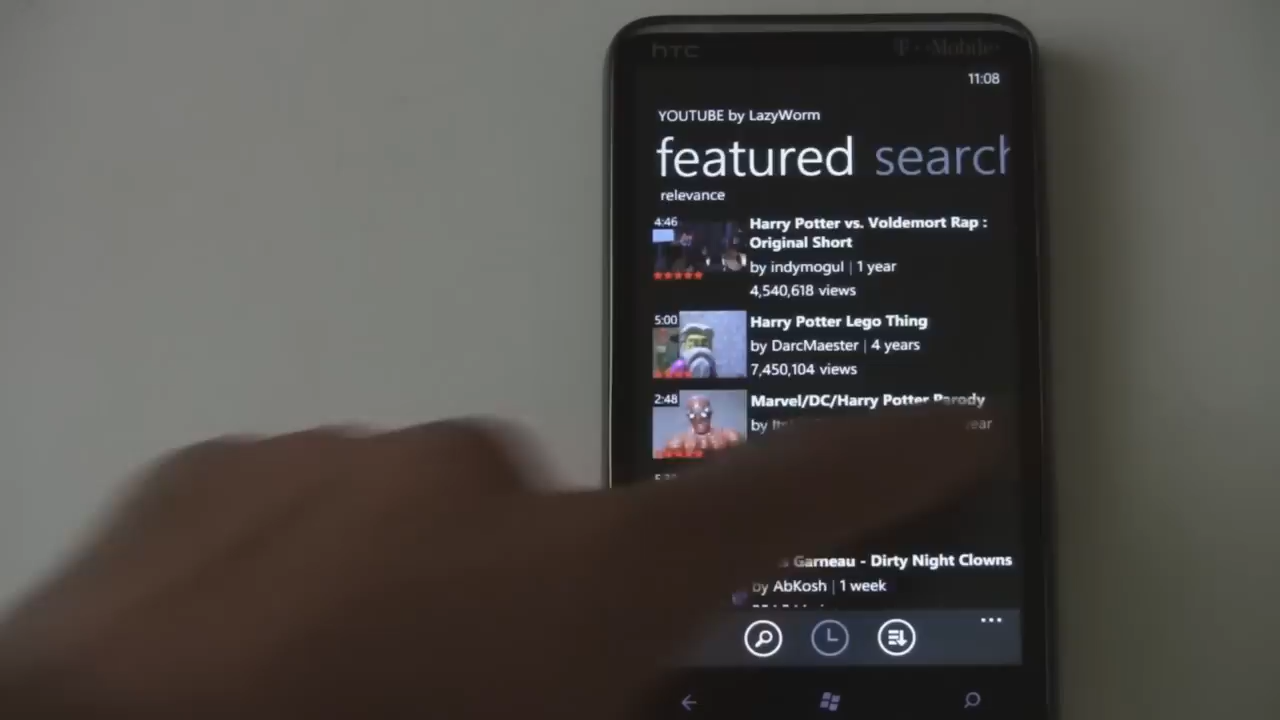 hTC
T··Mobile·
11:08
YOUTUBE by LazyWorm
featured search
relevance
4:46
Harry Potter vs. Voldemort Rap :
Original Short
by indymogul | 1 year
4,540,618 views
5:00
Harry Potter Lego Thing
by DarcMaester | 4 years
7,450,104 views
2:48
Marvel/DC/Harry Potter Parody
by
Garneau - Dirty Night Clowns
by AbKosh | 1 week